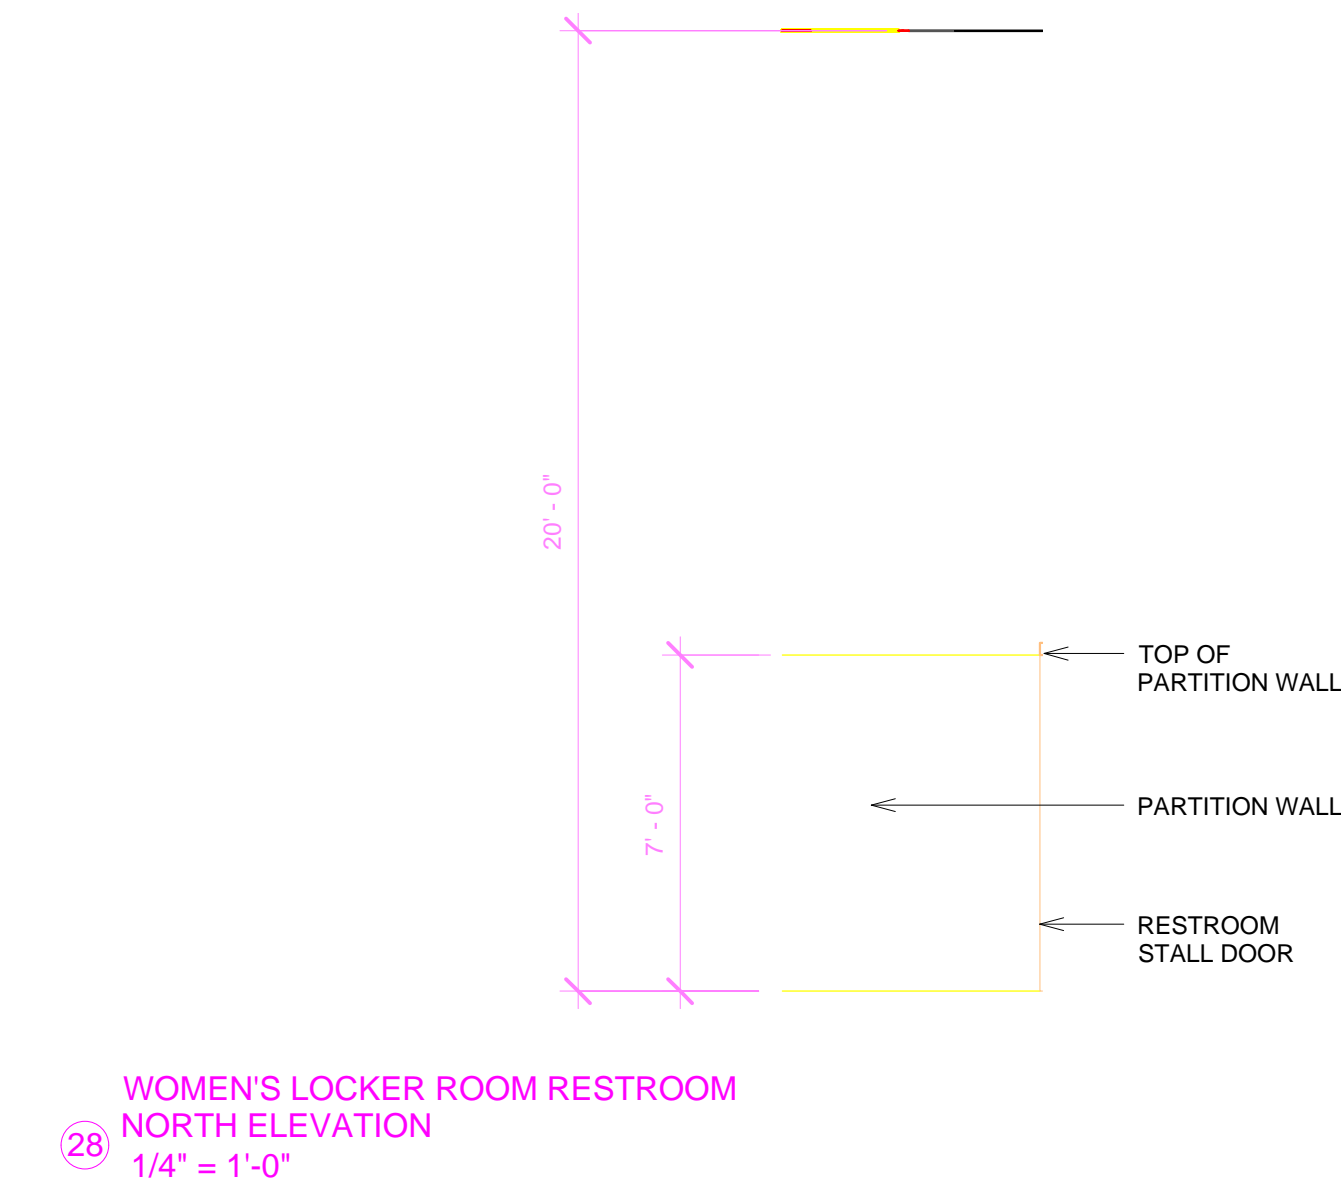 20' - 0"
TOP OF
PARTITION WALL
7' - 0"
PARTITION WALL
RESTROOM
STALL DOOR
WOMEN'S LOCKER ROOM RESTROOM
NORTH ELEVATION
28
1/4" = 1'-0"